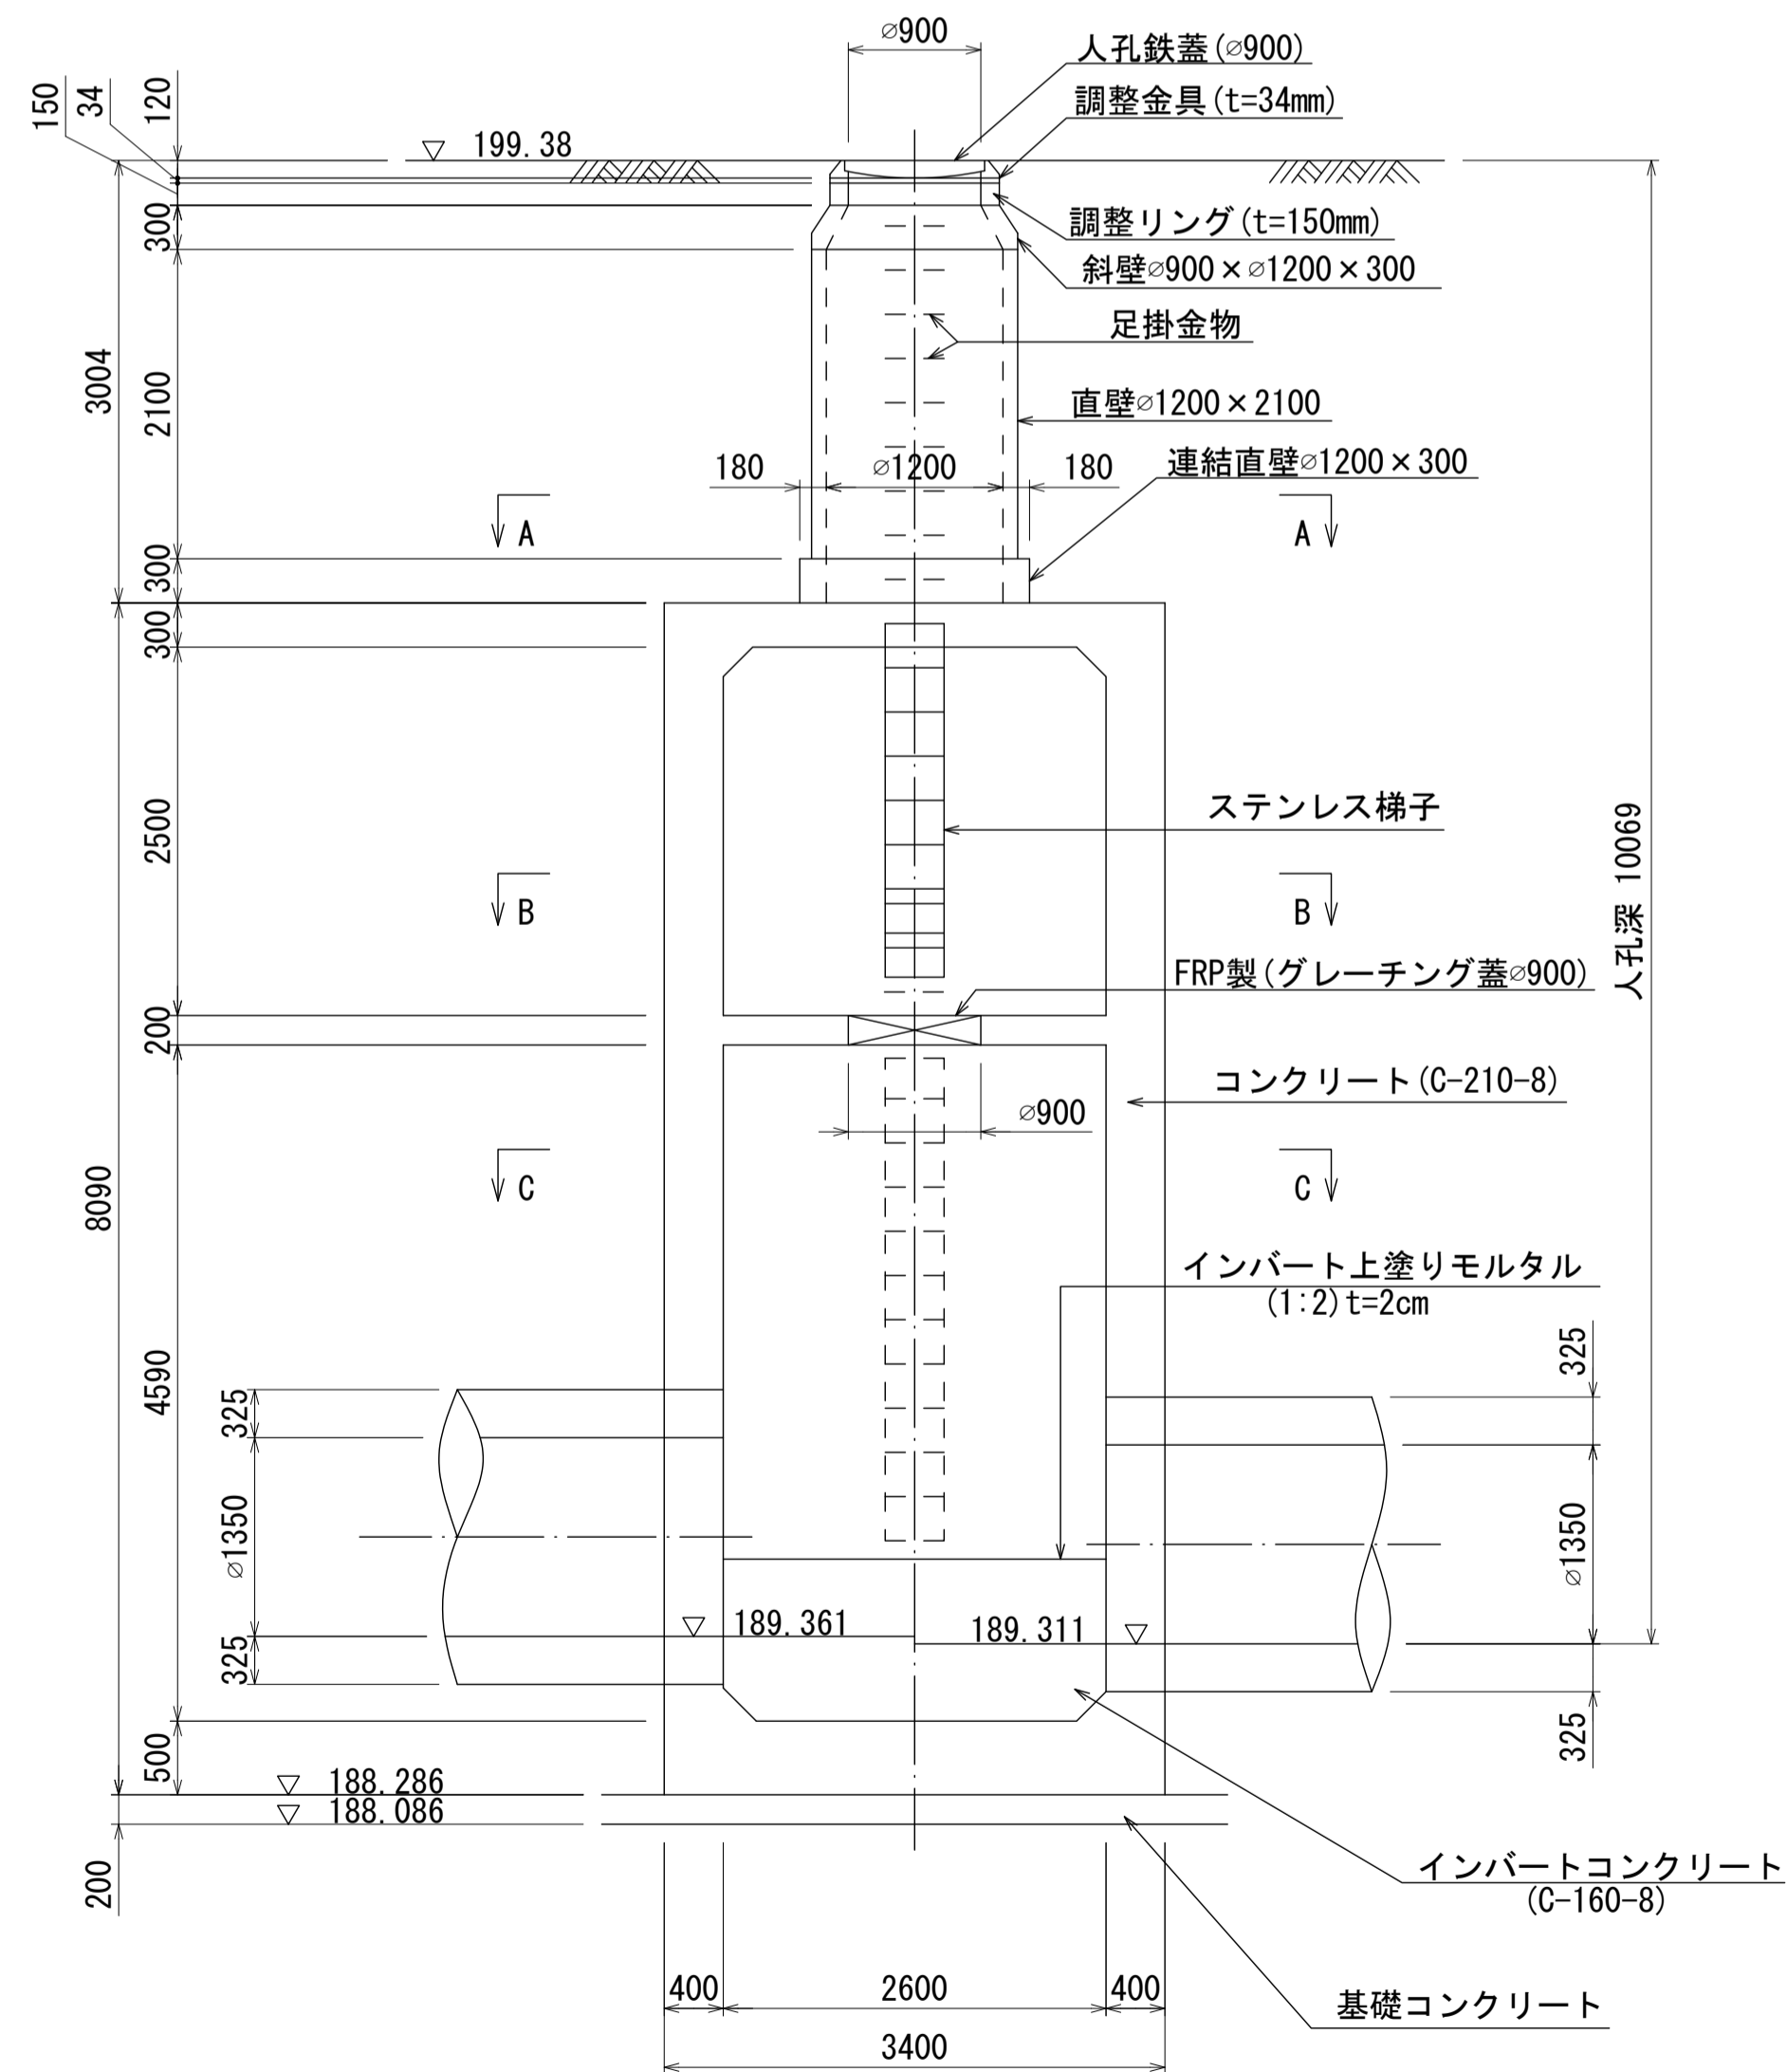 ⌀900
人孔鉄蓋(⌀900)
調整金具(t=34mm)
150
34
120
199.38
300
調整リング(t=150mm)
斜壁⌀900×⌀1200×300
足掛金物
3004
2100
直壁⌀1200×2100
180
⌀1200
180
連結直壁⌀1200×300
A
A
300
300
2500
ステンレス梯子
人孔深 10069
B
B
FRP製(グレーチング蓋⌀900)
200
コンクリート(C-210-8)
⌀900
8090
C
C
インバート上塗りモルタル
(1:2)t=2cm
4590
325
325
⌀1350
⌀1350
189.361
189.311
325
325
500
188.286
188.086
200
インバートコンクリート
(C-160-8)
400
2600
400
基礎コンクリート
3400